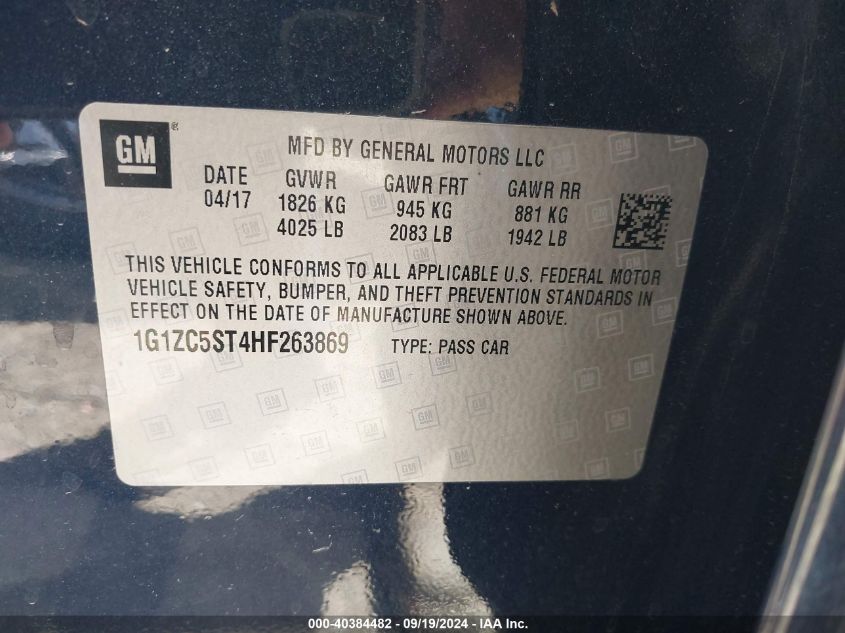 GM ®
MFD BY GENERAL MOTORS LLC
DATE GVWR GAWR FRT GAWR RR
04/17 1826 KG 945 KG 881 KG
4025 LB 2083 LB 1942 LB
THIS VEHICLE CONFORMS TO ALL APPLICABLE U.S. FEDERAL MOTOR
VEHICLE SAFETY, BUMPER, AND THEFT PREVENTION STANDARDS IN
EFFECT ON THE DATE OF MANUFACTURE SHOWN ABOVE.
1G1ZC5ST4HF263869 TYPE: PASS CAR
000-40384482 - 09/19/2024 - IAA Inc.